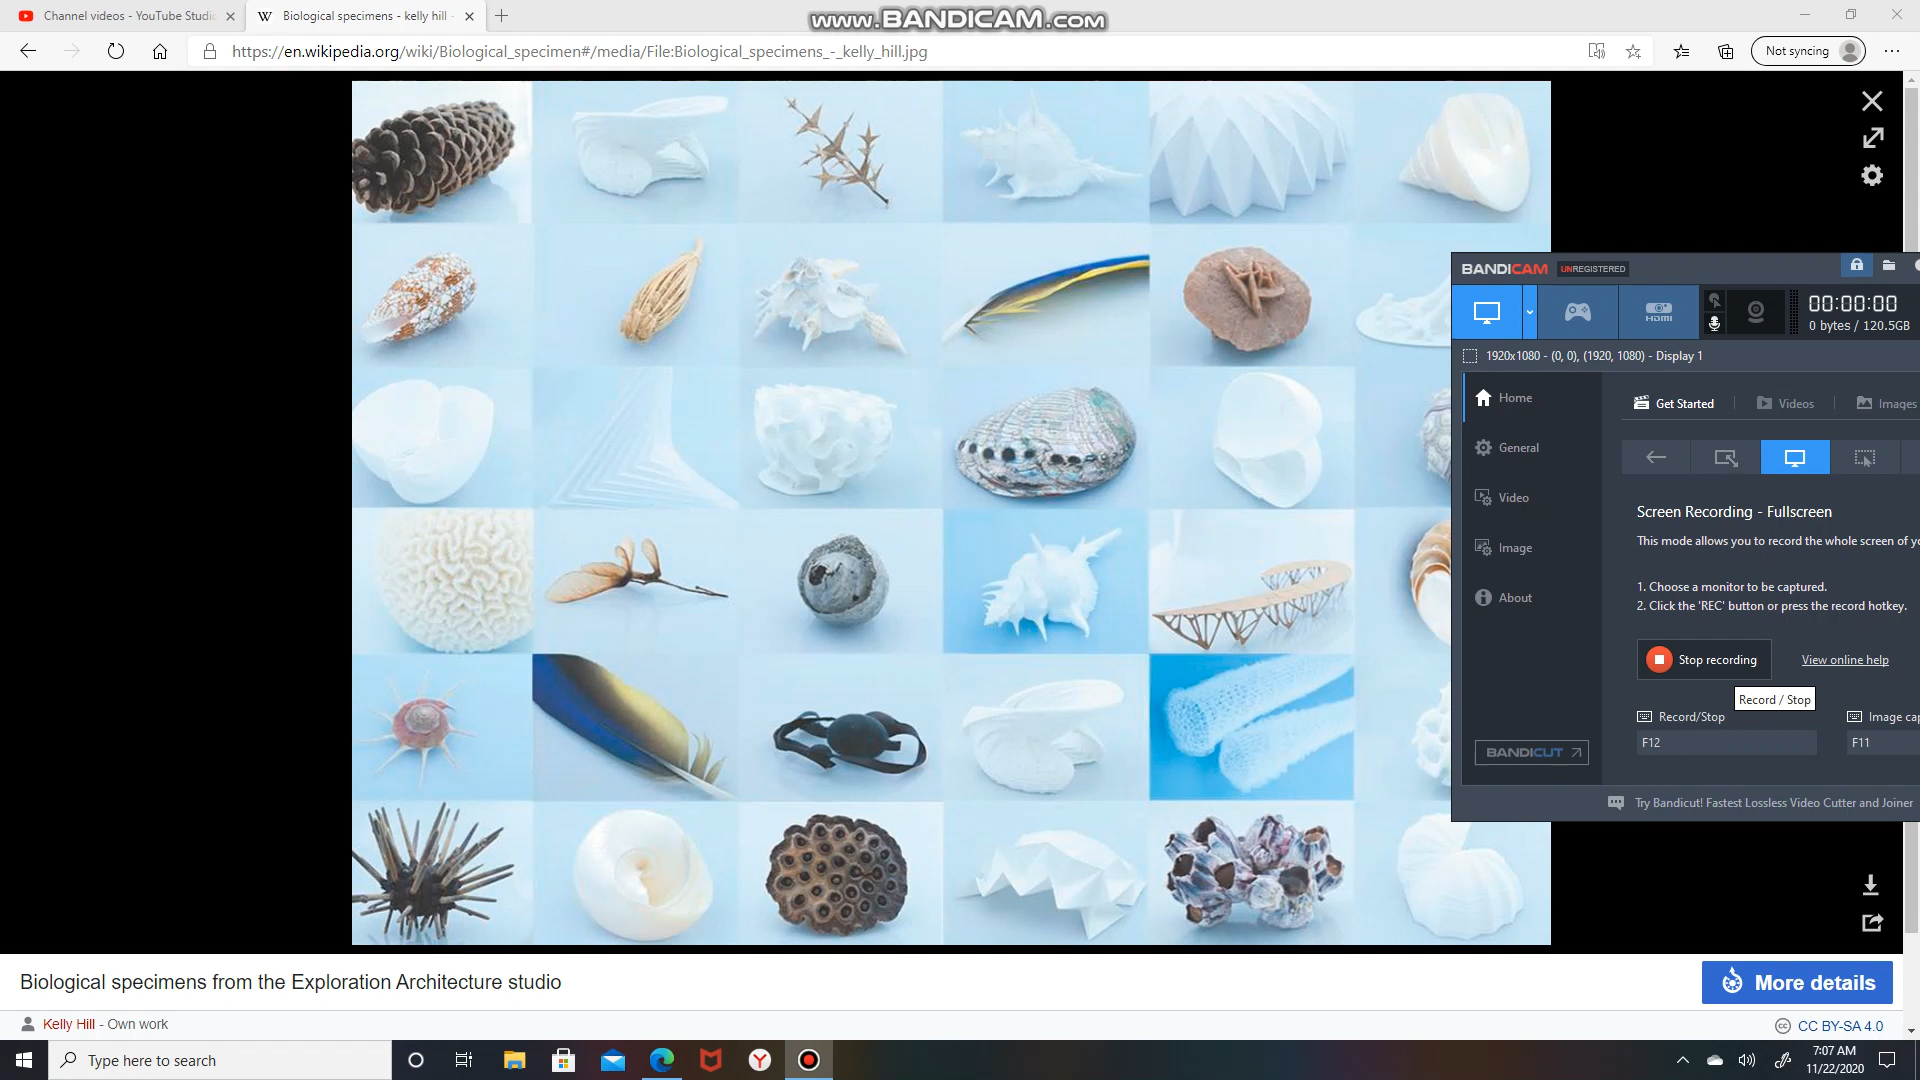 Channel videos - YouTube Studio
Biological specimens - kelly hill -
www.BANDICAM.com
https://en.wikipedia.org/wiki/Biological_specimen#/media/File:Biological_specimens_-_kelly_hill.jpg
Not syncing
BANDICAM UNREGISTERED
HDMI
00:00:00
0 bytes / 120.5GB
1920x1080 - (0, 0), (1920, 1080) - Display 1
Home
General
Video
Image
About
BANDICUT
Get Started
Videos
Images
Screen Recording - Fullscreen
This mode allows you to record the whole screen of
1. Choose a monitor to be captured.
2. Click the 'REC' button or press the record hotkey.
Stop recording
View online help
Record / Stop
Record/Stop
Image cap
F12
F11
Try Bandicut! Fastest Lossless Video Cutter and Joiner
Biological specimens from the Exploration Architecture studio
More details
Kelly Hill - Own work
CC BY-SA 4.0
Type here to search
7:07 AM
11/22/2020